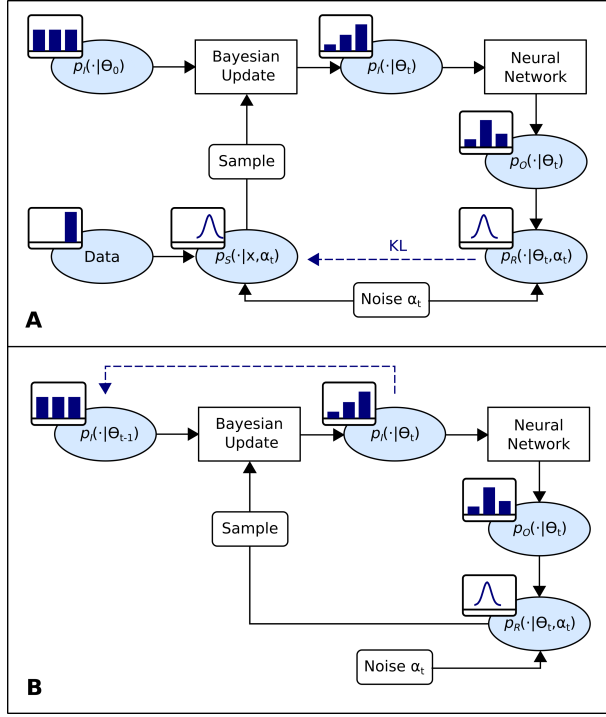 p_I(·|Θ_0)
Bayesian
Update
p_I(·|Θ_t)
Neural
Network
Sample
p_O(·|Θ_t)
Data
p_S(·|x,α_t)
KL
p_R(·|Θ_t,α_t)
Noise α_t
A
p_I(·|Θ_t-1)
Bayesian
Update
p_I(·|Θ_t)
Neural
Network
Sample
p_O(·|Θ_t)
p_R(·|Θ_t,α_t)
Noise α_t
B